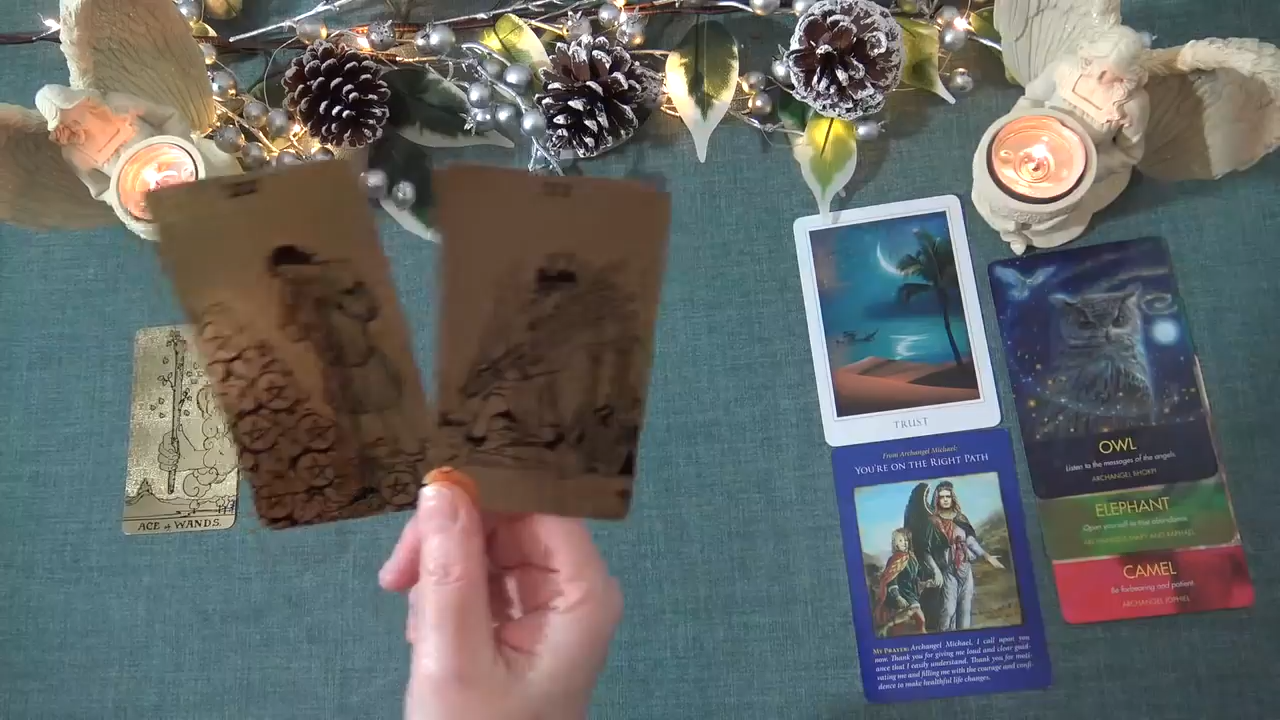 ACE of WANDS.
TRUST
From Archangel Michael:
YOU'RE ON THE RIGHT PATH
MY PRAYER: Archangel Michael, I call upon you
now. Thank you for giving me loud and clear guid-
ance that I easily understand. Thank you for moti-
vating me and filling me with the courage and confi-
dence to make healthful life changes.
OWL
Listen to the messages of the angels.
ARCHANGEL
ELEPHANT
Open yourself to true abundance.
CAMEL
Be forbearing and patient.
ARCHANGEL JOPHIEL